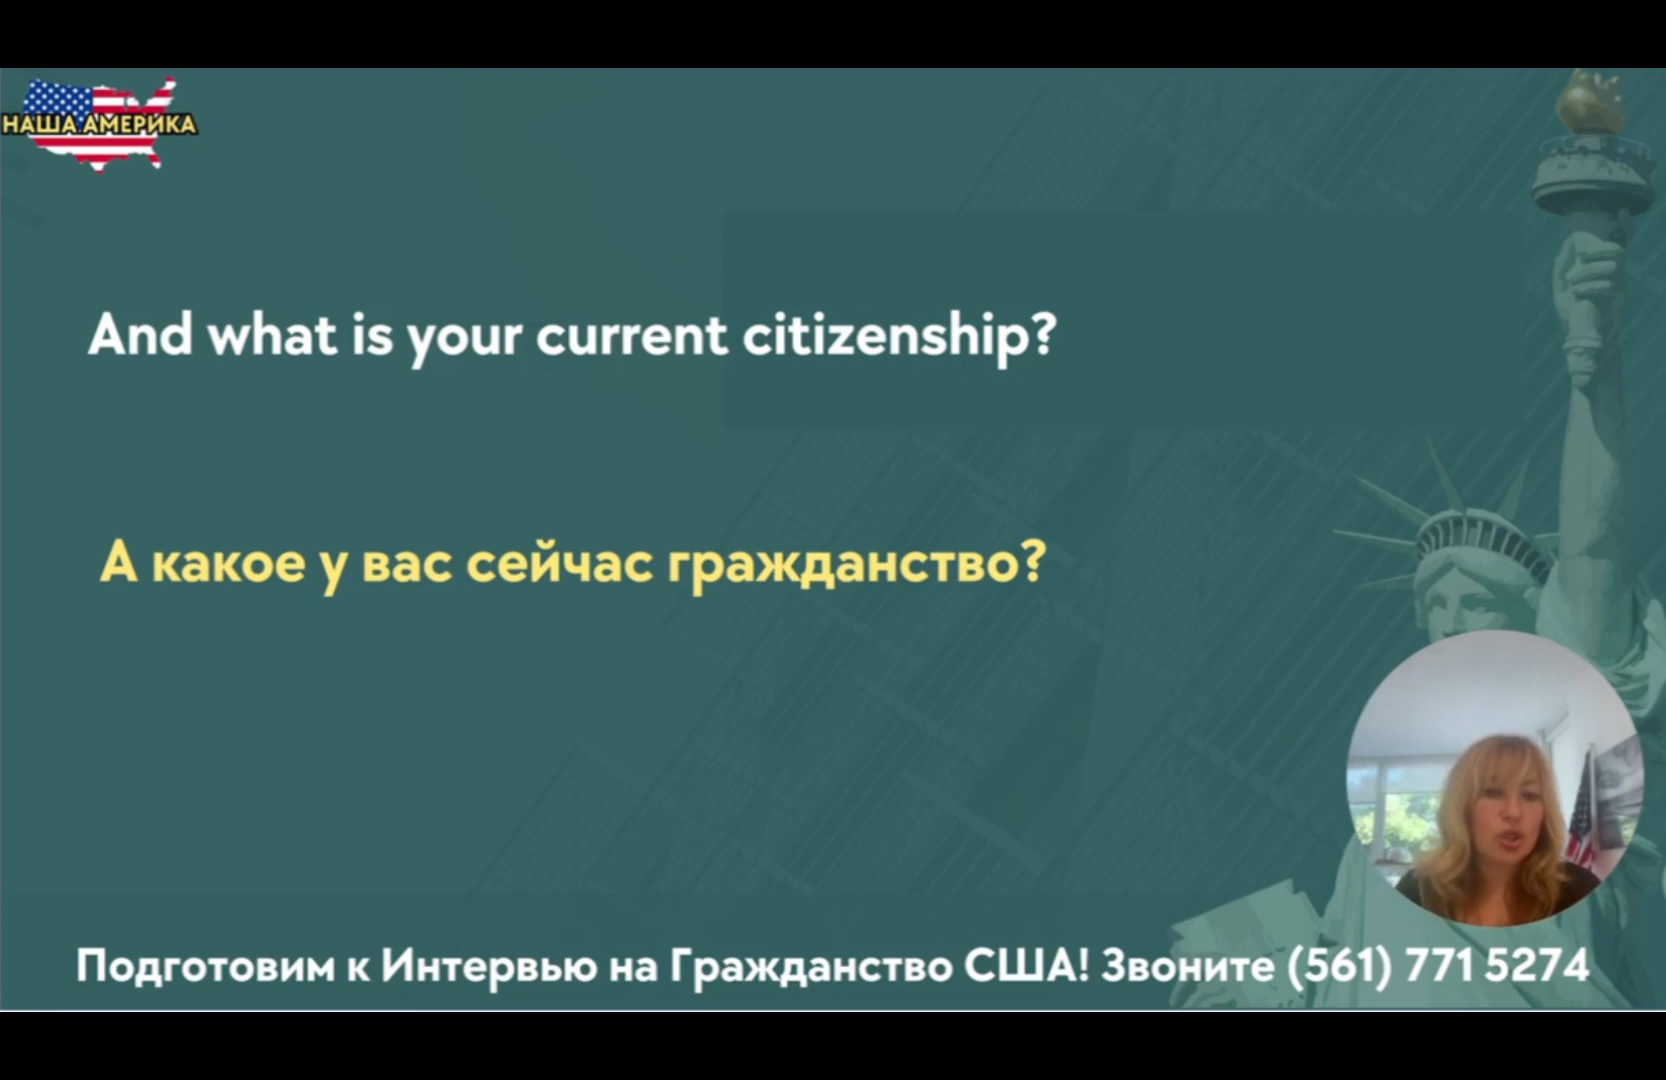 НАША АМЕРИКА
And what is your current citizenship?
А какое у вас сейчас гражданство?
Подготовим к Интервью на Гражданство США! Звоните (561) 771 5274